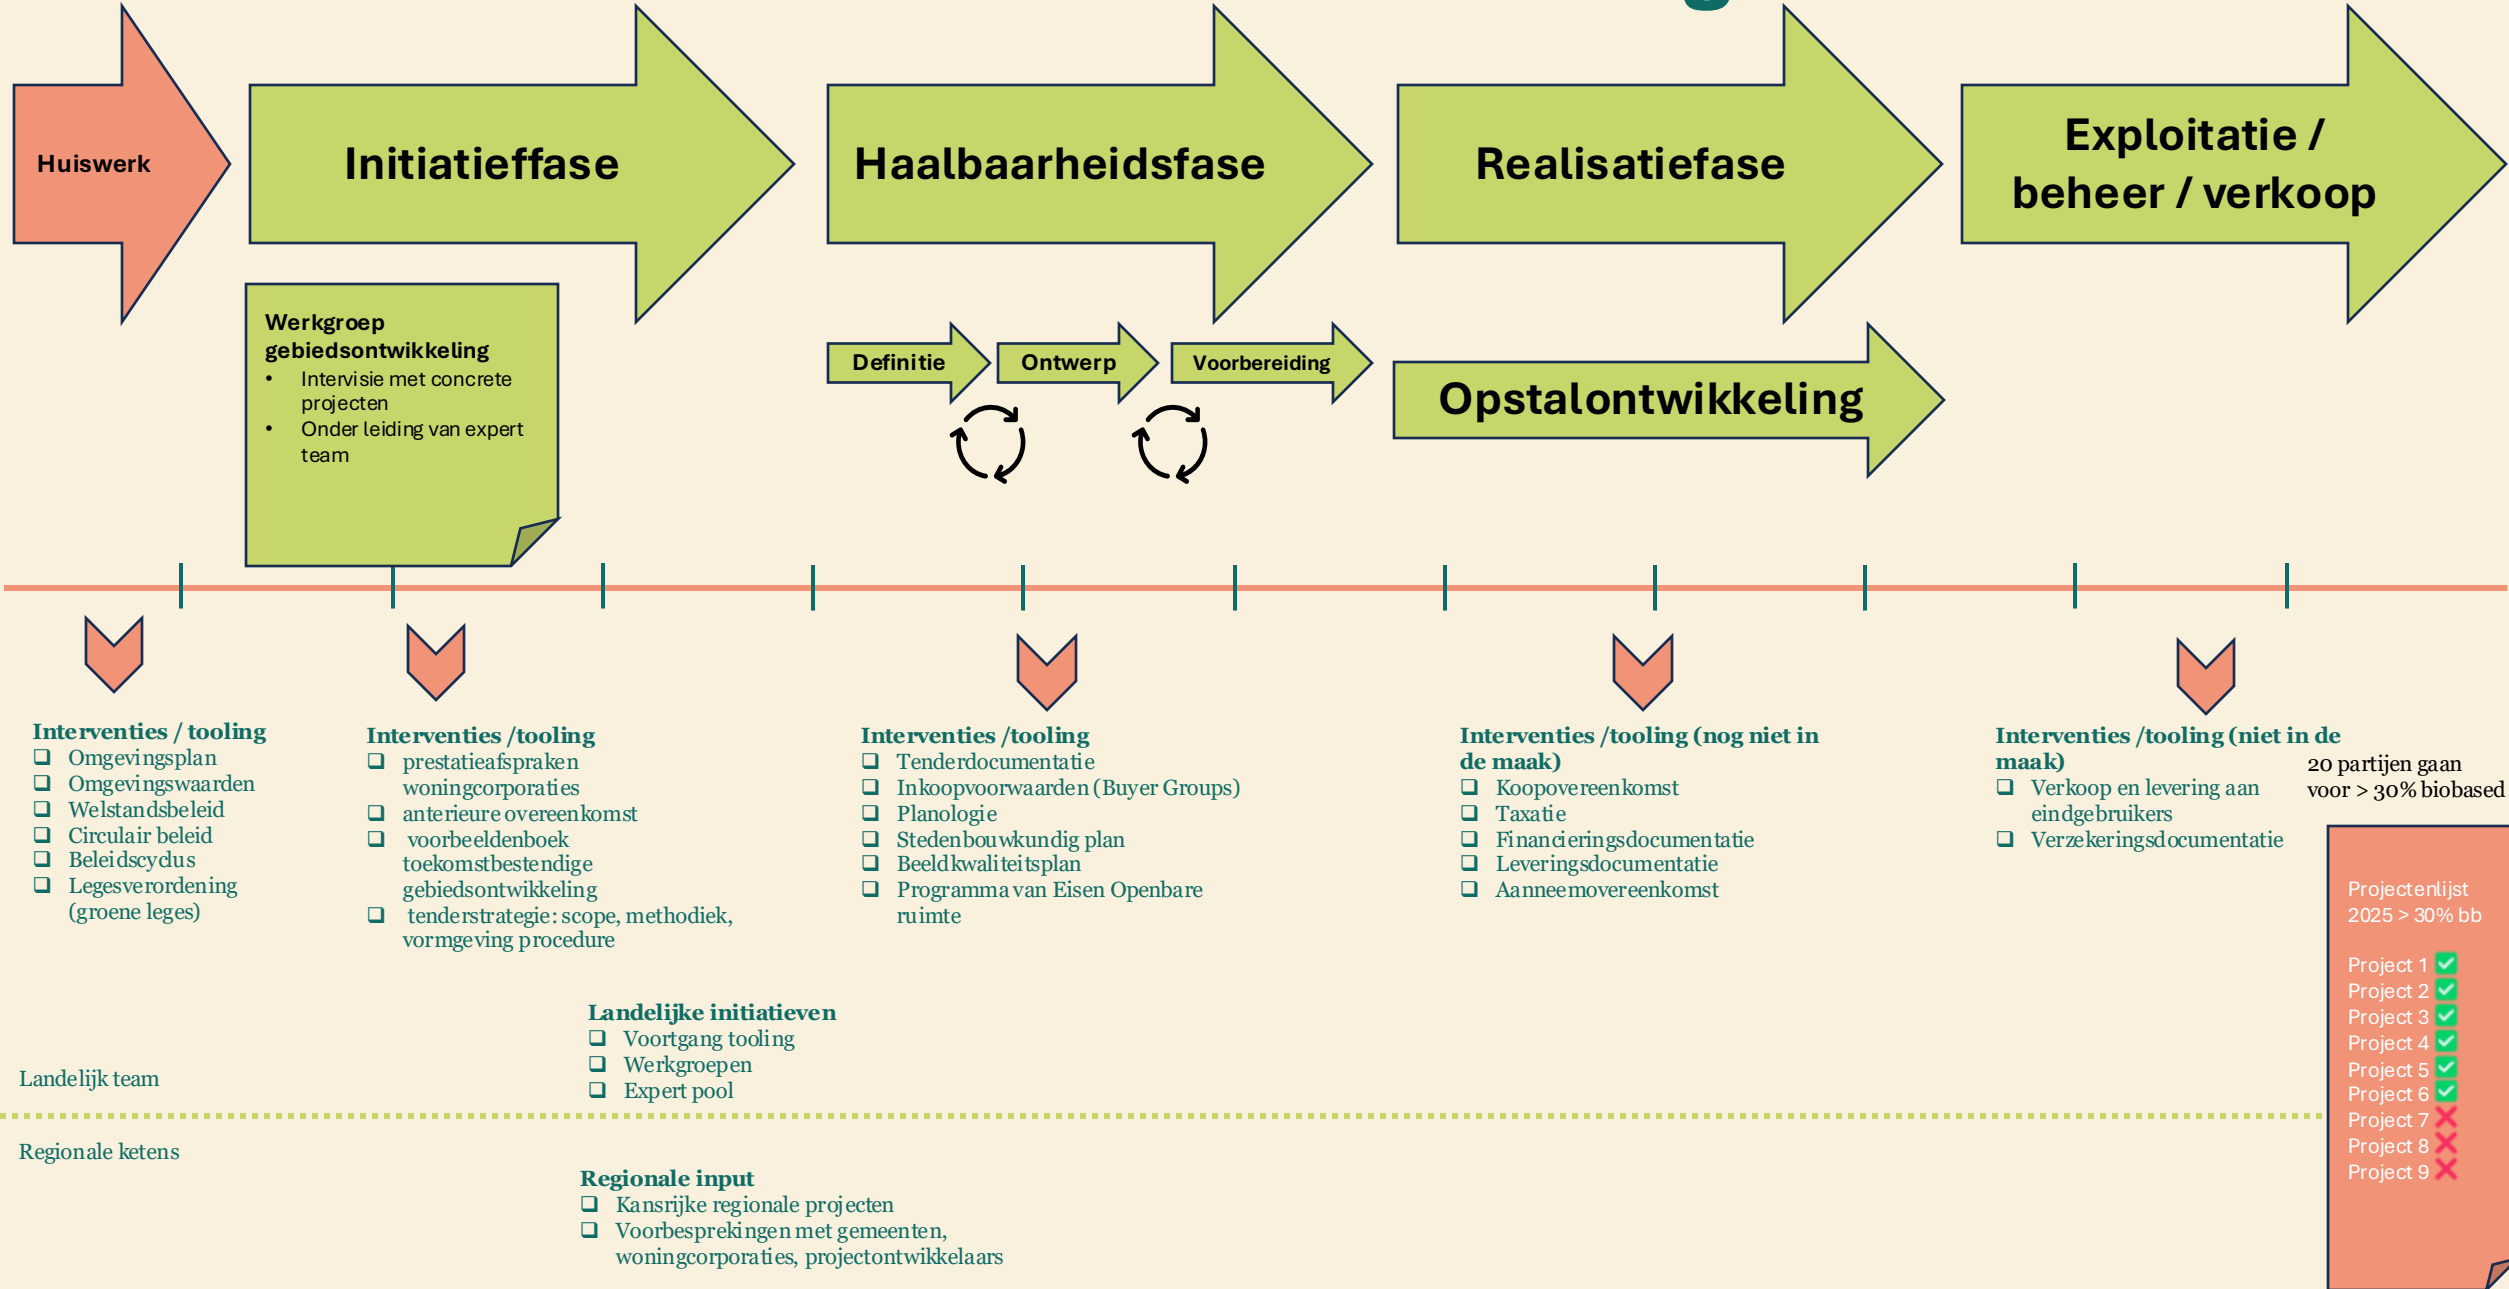 Huiswerk
Initiatieffase
Haalbaarheidsfase
Realisatiefase
Exploitatie /
beheer / verkoop
Werkgroep
gebiedsontwikkeling
• Intervisie met concrete
projecten
• Onder leiding van expert
team
Definitie
Ontwerp
Voorbereiding
Opstalontwikkeling
Interventies / tooling
❑ Omgevingsplan
❑ Omgevingswaarden
❑ Welstandsbeleid
❑ Circulair beleid
❑ Beleidscyclus
❑ Legesverordening
(groene leges)
Interventies /tooling
❑ prestatieafspraken
woningcorporaties
❑ anterieure overeenkomst
❑ voorbeeldenboek
toekomstbestendige
gebiedsontwikkeling
❑ tenderstrategie: scope, methodiek,
vormgeving procedure
Interventies /tooling
❑ Tenderdocumentatie
❑ Inkoopvoorwaarden (Buyer Groups)
❑ Planologie
❑ Stedenbouwkundig plan
❑ Beeldkwaliteitsplan
❑ Programma van Eisen Openbare
ruimte
Interventies /tooling (nog niet in
de maak)
❑ Koopovereenkomst
❑ Taxatie
❑ Financieringsdocumentatie
❑ Leveringsdocumentatie
❑ Aanneemovereenkomst
Interventies /tooling (niet in de
maak)
❑ Verkoop en levering aan
eindgebruikers
❑ Verzekeringsdocumentatie
20 partijen gaan
voor > 30% biobased
Projectenlijst
2025 > 30% bb
Project 1 ✅
Project 2 ✅
Project 3 ✅
Project 4 ✅
Project 5 ✅
Project 6 ✅
Project 7 ❌
Project 8 ❌
Project 9 ❌
Landelijke initiatieven
❑ Voortgang tooling
❑ Werkgroepen
❑ Expert pool
Landelijk team
Regionale ketens
Regionale input
❑ Kansrijke regionale projecten
❑ Voorbesprekingen met gemeenten,
woningcorporaties, projectontwikkelaars